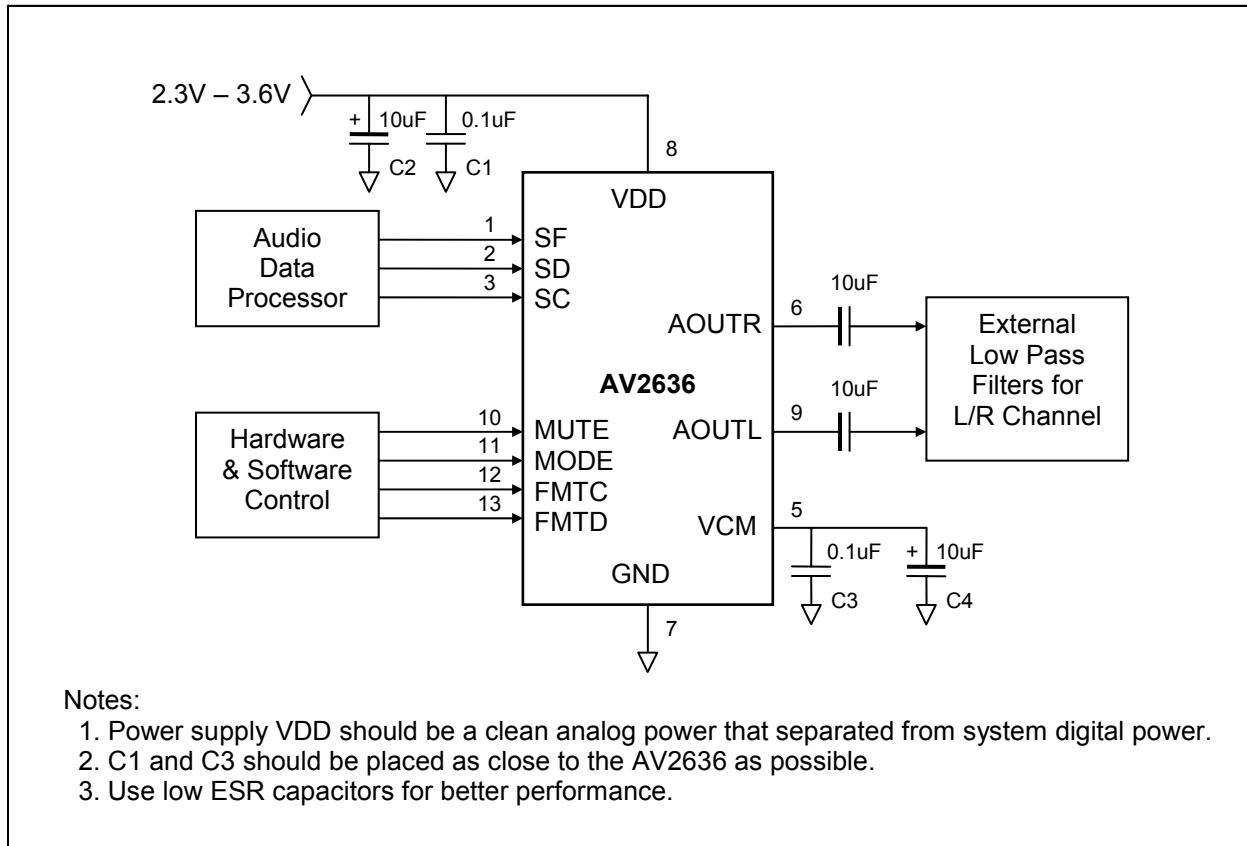 2.3V – 3.6V
+ 10uF
0.1uF
C2
C1
8
VDD
Audio
Data
Processor
1
2
3
SF
SD
SC
AOUTR
6
10uF
AV2636
External
Low Pass
Filters for
L/R Channel
Hardware
& Software
Control
10
11
12
13
MUTE
MODE
FMTC
FMTD
AOUTL
9
10uF
VCM
5
0.1uF
+ 10uF
C3
C4
GND
7
Notes:
1. Power supply VDD should be a clean analog power that separated from system digital power.
2. C1 and C3 should be placed as close to the AV2636 as possible.
3. Use low ESR capacitors for better performance.